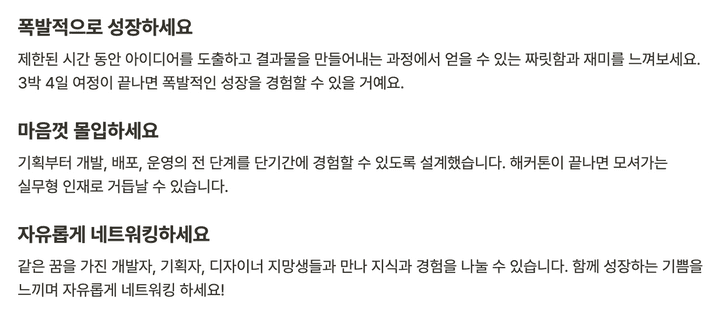 폭발적으로 성장하세요
제한된 시간 동안 아이디어를 도출하고 결과물을 만들어내는 과정에서 얻을 수 있는 짜릿함과 재미를 느껴보세요.
3박 4일 여정이 끝나면 폭발적인 성장을 경험할 수 있을 거예요.
마음껏 몰입하세요
기획부터 개발, 배포, 운영의 전 단계를 단기간에 경험할 수 있도록 설계했습니다. 해커톤이 끝나면 모셔가는
실무형 인재로 거듭날 수 있습니다.
자유롭게 네트워킹하세요
같은 꿈을 가진 개발자, 기획자, 디자이너 지망생들과 만나 지식과 경험을 나눌 수 있습니다. 함께 성장하는 기쁨을
느끼며 자유롭게 네트워킹 하세요!